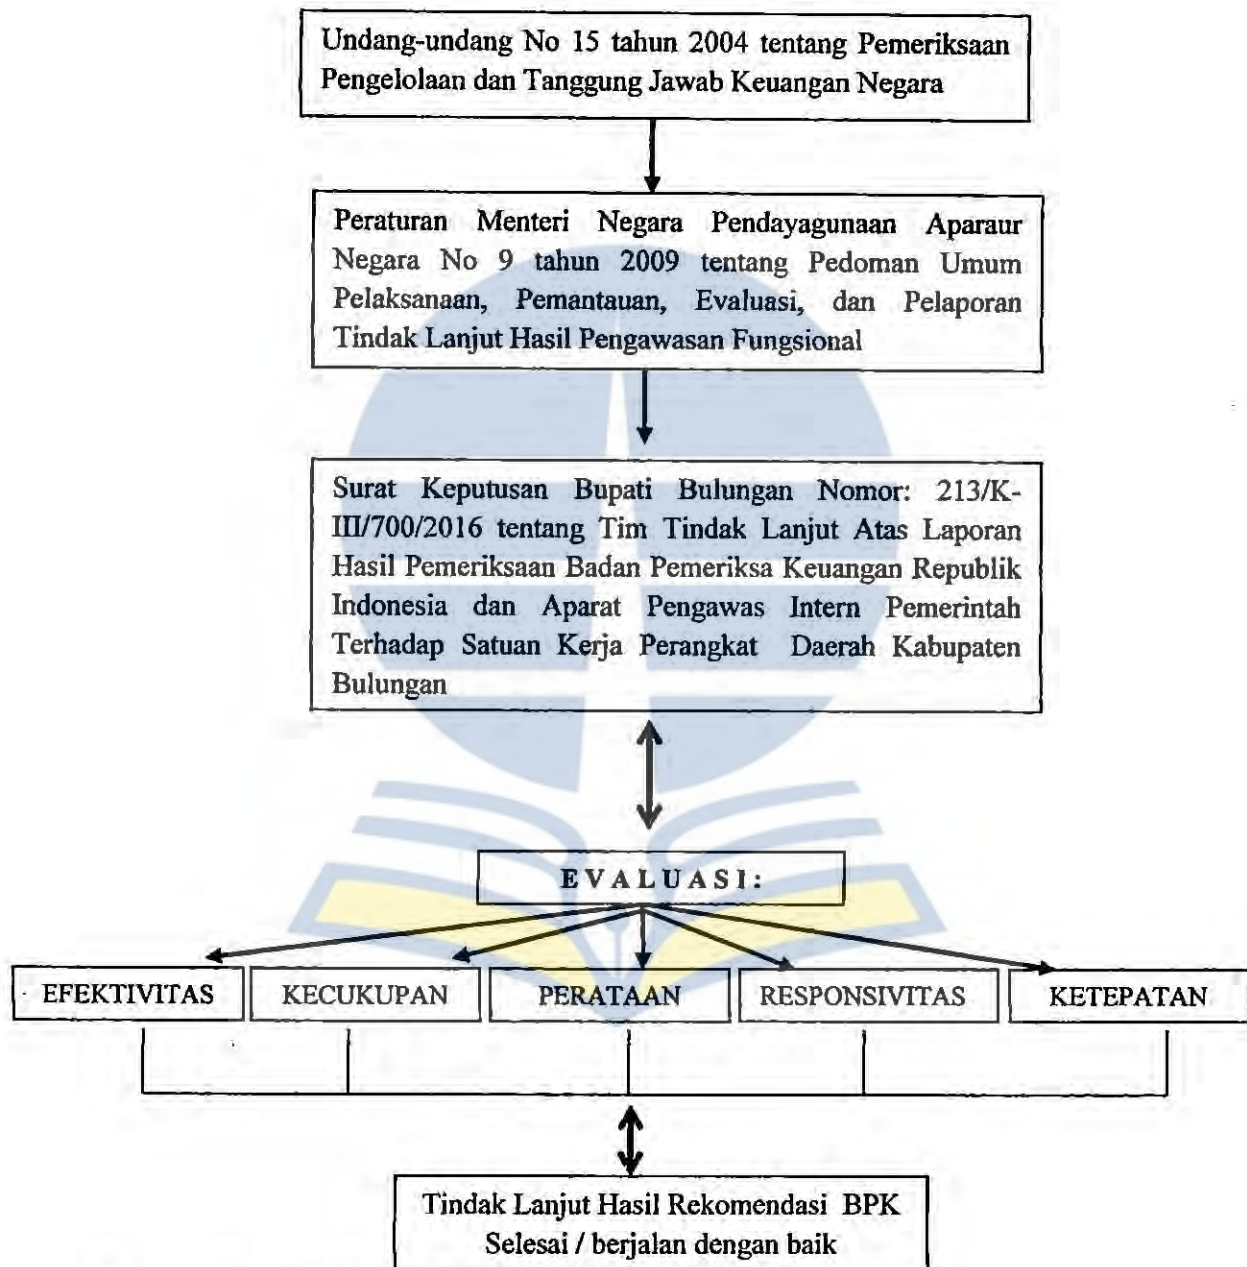 Undang-undang No 15 tahun 2004 tentang Pemeriksaan
Pengelolaan dan Tanggung Jawab Keuangan Negara
Peraturan Menteri Negara Pendayagunaan Aparaur
Negara No 9 tahun 2009 tentang Pedoman Umum
Pelaksanaan, Pemantauan, Evaluasi, dan Pelaporan
Tindak Lanjut Hasil Pengawasan Fungsional
Surat Keputusan Bupati Bulungan Nomor: 213/K-
III/700/2016 tentang Tim Tindak Lanjut Atas Laporan
Hasil Pemeriksaan Badan Pemeriksa Keuangan Republik
Indonesia dan Aparat Pengawas Intern Pemerintah
Terhadap Satuan Kerja Perangkat Daerah Kabupaten
Bulungan
EVALUASI:
EFEKTIVITAS
KECUKUPAN
PERATAAN
RESPONSIVITAS
KETEPATAN
Tindak Lanjut Hasil Rekomendasi BPK
Selesai / berjalan dengan baik